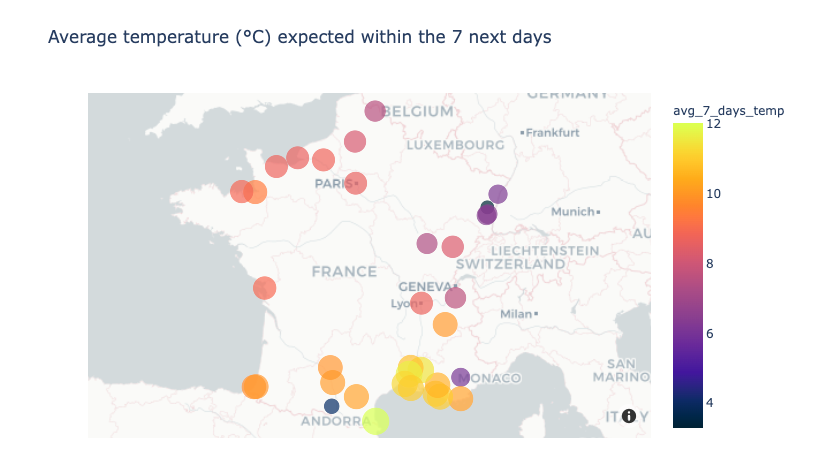 Average temperature (°C) expected within the 7 next days
GERMANY
avg_7_days_temp
BELGIUM
12
Frankfurt
LUXEMBOURG
PARIS
10
Munich
AU
LIECHTENSTEIN
SWITZERLAND
8
FRANCE
GENEVA
Lyon
Milan
6
SAN
MARINO
MONACO
4
ANDORRA
ITALY